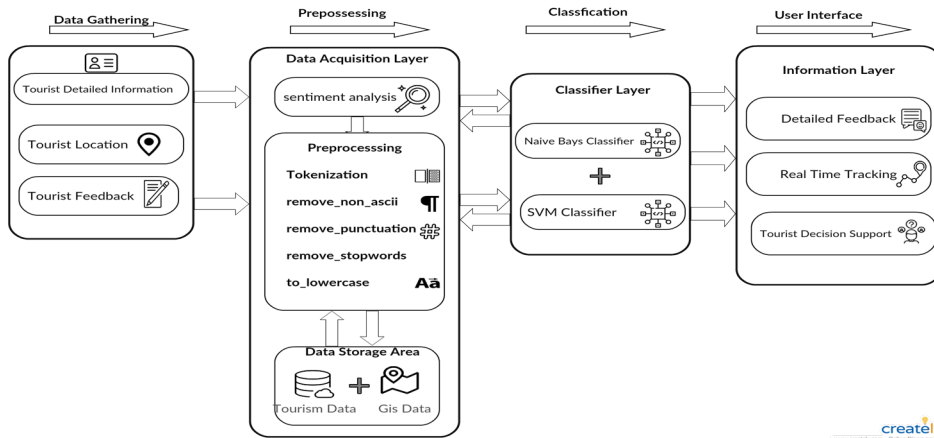 Data Gathering
Prepossessing
Classfication
User Interface
Tourist Detailed Information
Tourist Location
Tourist Feedback
Data Acquisition Layer
sentiment analysis
Preprocesssing
Tokenization
remove_non_ascii
remove_punctuation
remove_stopwords
to_lowercase
Data Storage Area
Tourism Data
Gis Data
Classifier Layer
Naive Bays Classifier
SVM Classifier
Information Layer
Detailed Feedback
Real Time Tracking
Tourist Decision Support
createl